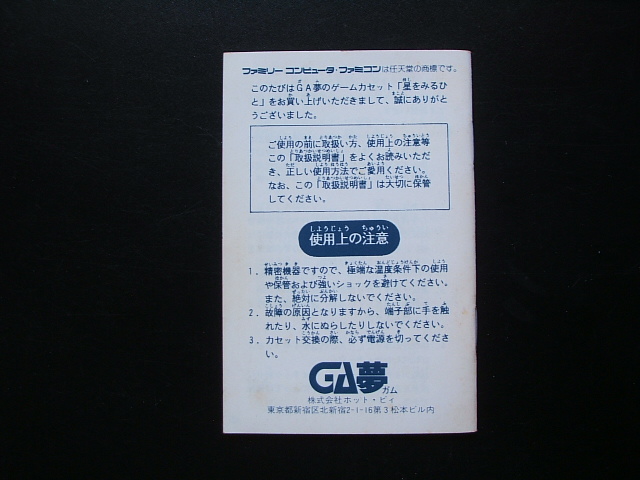 ファミリー コンピュータ・ファミコンは任天堂の商標です。
このたびはGA夢のゲームカセット「星をみるひ
と」をお買い上げいただきまして、誠にありがと
うございました。
ご使用の前に取扱い方、使用上の注意等
この「取扱説明書」をよくお読みいただ
き、正しい使用方法でご愛用ください。
なお、この「取扱説明書」は大切に保管
してください。
使用上の注意
1. 精密機器ですので、極端な温度条件下の使用
や保管および強いショックを避けてください。
また、絶対に分解しないでください。
2. 故障の原因となりますから、端子部に手を触
れたり、水にぬらしたりしないでください。
3. カセット交換の際、必ず電源を切ってくださ
い。
GA夢
ガム
株式会社ホット・ビィ
東京都新宿区北新宿2-1-16第3松本ビル内